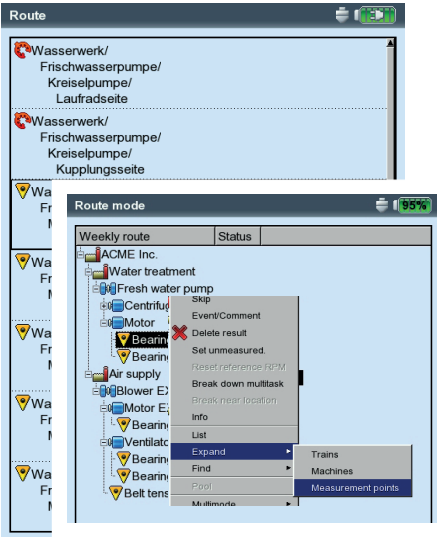 Route
Wasserwerk/
Frischwasserpumpe/
Kreiselpumpe/
Laufradseite
Wasserwerk/
Frischwasserpumpe/
Kreiselpumpe/
Kupplungsseite
Route mode
95%
Weekly route Status
ACME Inc.
Water treatment
Fresh water pump
Motor
Air supply
Skip
Event/Comment
Delete result
Set unmeasured.
Reset reference RPM
Break down multitask
Break near location
Info
List
Expand
Find
Pool
Multimode
Trains
Machines
Measurement points